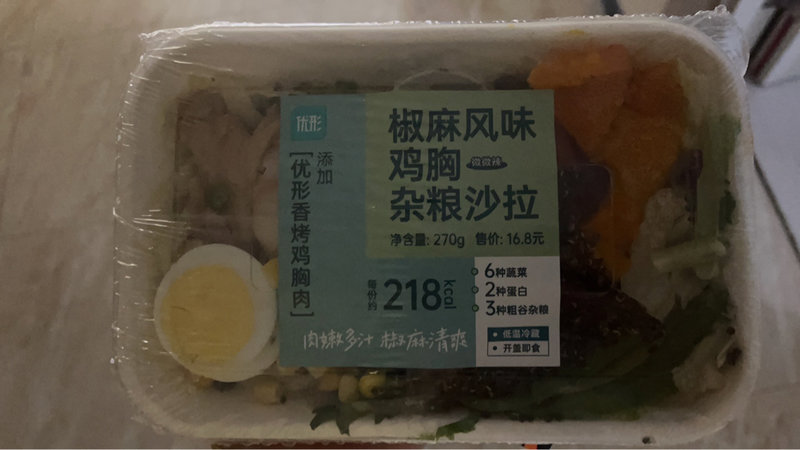 优形
添加
[优形香烤鸡胸肉]
椒麻风味
鸡胸 微微辣
杂粮沙拉
净含量: 270g 售价: 16.8元
每份约 218 kcal
6种蔬菜
2种蛋白
3种粗谷杂粮
肉嫩多汁 椒麻清爽
• 低温冷藏
• 开盖即食